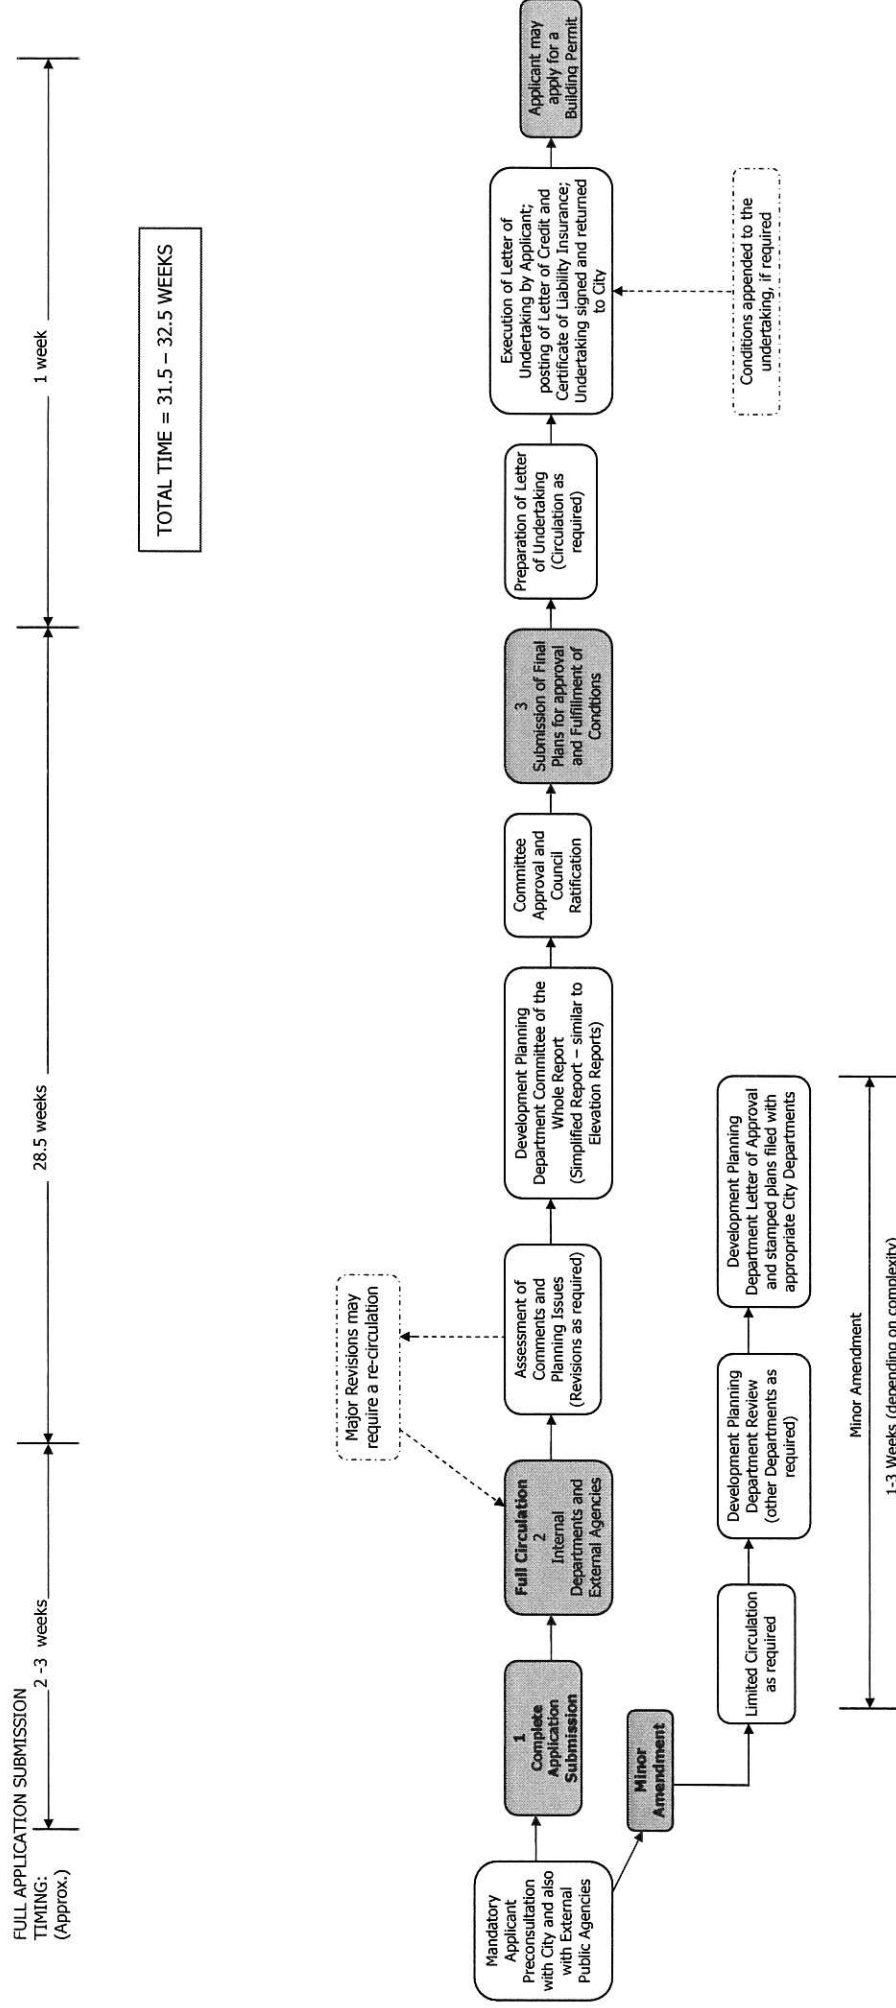 FULL APPLICATION SUBMISSION
TIMING:
(Approx.)
2 -3 weeks
28.5 weeks
1 week
TOTAL TIME = 31.5 – 32.5 WEEKS
Mandatory
Applicant
Preconsultation
with City and also
with External
Public Agencies
1
Complete
Application
Submission
Full Circulation
2
Internal
Departments and
External Agencies
Major Revisions may
require a re-circulation
Assessment of
Comments and
Planning Issues
(Revisions as required)
Development Planning
Department Committee of the
Whole Report
(Simplified Report – similar to
Elevation Reports)
Committee
Approval and
Council
Ratification
3
Submission of Final
Plans for approval
and Fulfillment of
Condtions
Preparation of Letter
of Undertaking
(Circulation as
required)
Execution of Letter of
Undertaking by Applicant;
posting of Letter of Credit and
Certificate of Liability Insurance;
Undertaking signed and returned
to City
Applicant may
apply for a
Building Permit
Conditions appended to the
undertaking, if required
Minor
Amendment
Limited Circulation
as required
Development Planning
Department Review
(other Departments as
required)
Development Planning
Department Letter of Approval
and stamped plans filed with
appropriate City Departments
Minor Amendment
1-3 Weeks (depending on complexity)